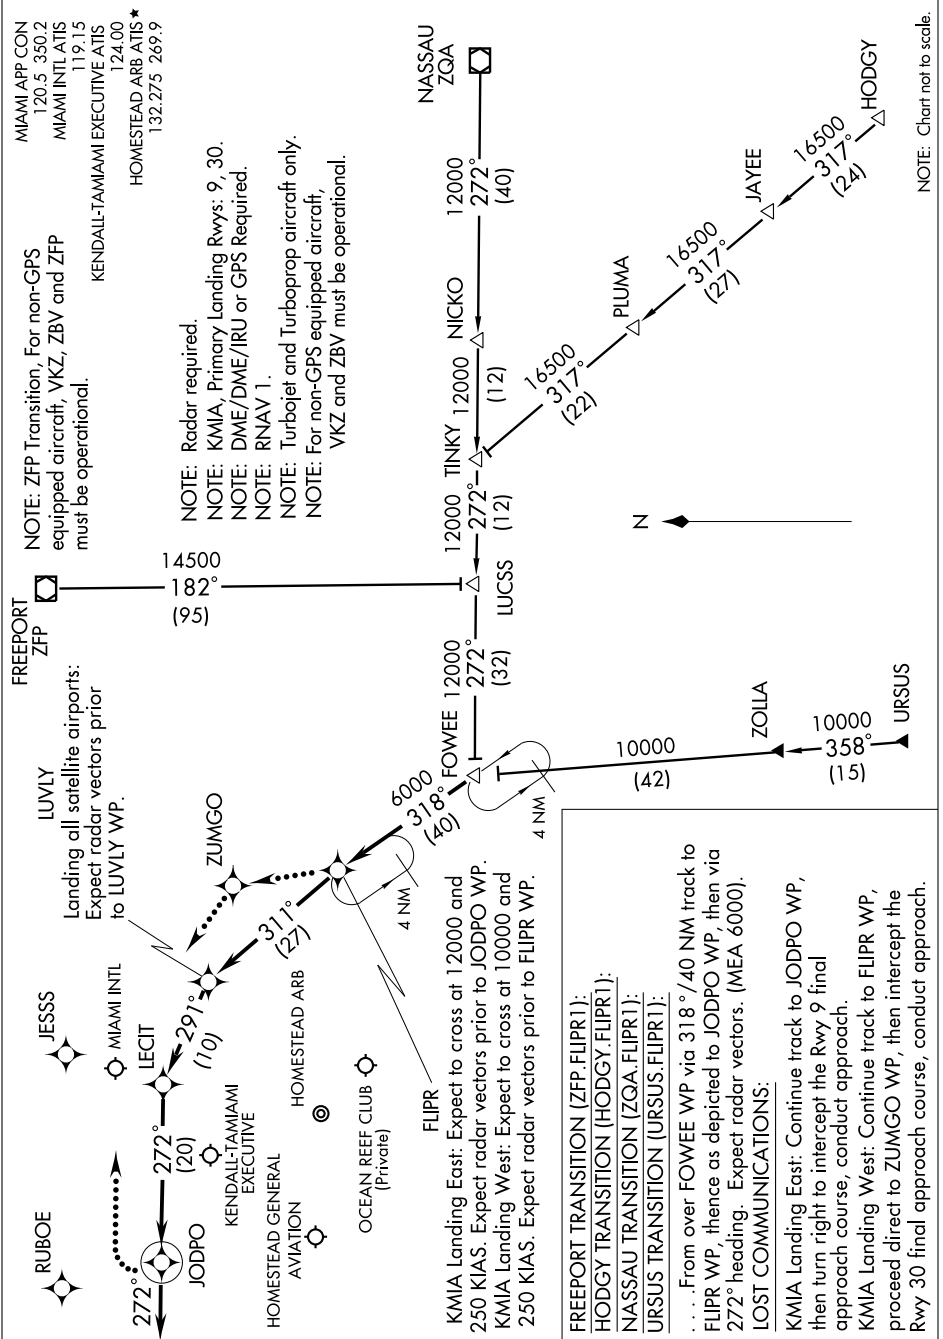 MIAMI APP CON
120.5 350.2
MIAMI INTL ATIS
119.15
KENDALL-TAMIAMI EXECUTIVE ATIS
124.00
HOMESTEAD ARB ATIS★
132.275 269.9
NOTE: ZFP Transition, For non-GPS
equipped aircraft, VKZ, ZBV and ZFP
must be operational.
NOTE: Radar required.
NOTE: KMIA, Primary Landing Rwys: 9, 30.
NOTE: DME/DME/IRU or GPS Required.
NOTE: RNAV 1.
NOTE: Turbojet and Turboprop aircraft only.
NOTE: For non-GPS equipped aircraft,
VKZ and ZBV must be operational.
FREEPORT
ZFP
14500
182°
(95)
NASSAU
ZQA
12000
272°
(40)
NICKO
12000
(12)
TINKY
12000
272°
(12)
LUCSS
12000
272°
(32)
FOWEE
HODGY
16500
317°
(24)
JAYEE
16500
317°
(27)
PLUMA
16500
317°
(22)
N
URSUS
10000
358°
(15)
ZOLLA
10000
(42)
4 NM
6000
318°
(40)
4 NM
FLIPR
ZUMGO
311°
(27)
LUVLY
Landing all satellite airports:
Expect radar vectors prior
to LUVLY WP.
291°
(10)
LECIT
272°
(20)
JODPO
272°
RUBOE
JESSS
MIAMI INTL
KENDALL-TAMIAMI
EXECUTIVE
HOMESTEAD GENERAL
AVIATION
HOMESTEAD ARB
OCEAN REEF CLUB
(Private)
KMIA Landing East: Expect to cross at 12000 and
250 KIAS. Expect radar vectors prior to JODPO WP.
KMIA Landing West: Expect to cross at 10000 and
250 KIAS. Expect radar vectors prior to FLIPR WP.
FREEPORT TRANSITION (ZFP.FLIPR1):
HODGY TRANSITION (HODGY.FLIPR1):
NASSAU TRANSITION (ZQA.FLIPR1):
URSUS TRANSITION (URSUS.FLIPR1):
. . . .From over FOWEE WP via 318°/40 NM track to
FLIPR WP, thence as depicted to JODPO WP, then via
272° heading. Expect radar vectors. (MEA 6000).
LOST COMMUNICATIONS:
KMIA Landing East: Continue track to JODPO WP,
then turn right to intercept the Rwy 9 final
approach course, conduct approach.
KMIA Landing West: Continue track to FLIPR WP,
proceed direct to ZUMGO WP, then intercept the
Rwy 30 final approach course, conduct approach.
NOTE: Chart not to scale.